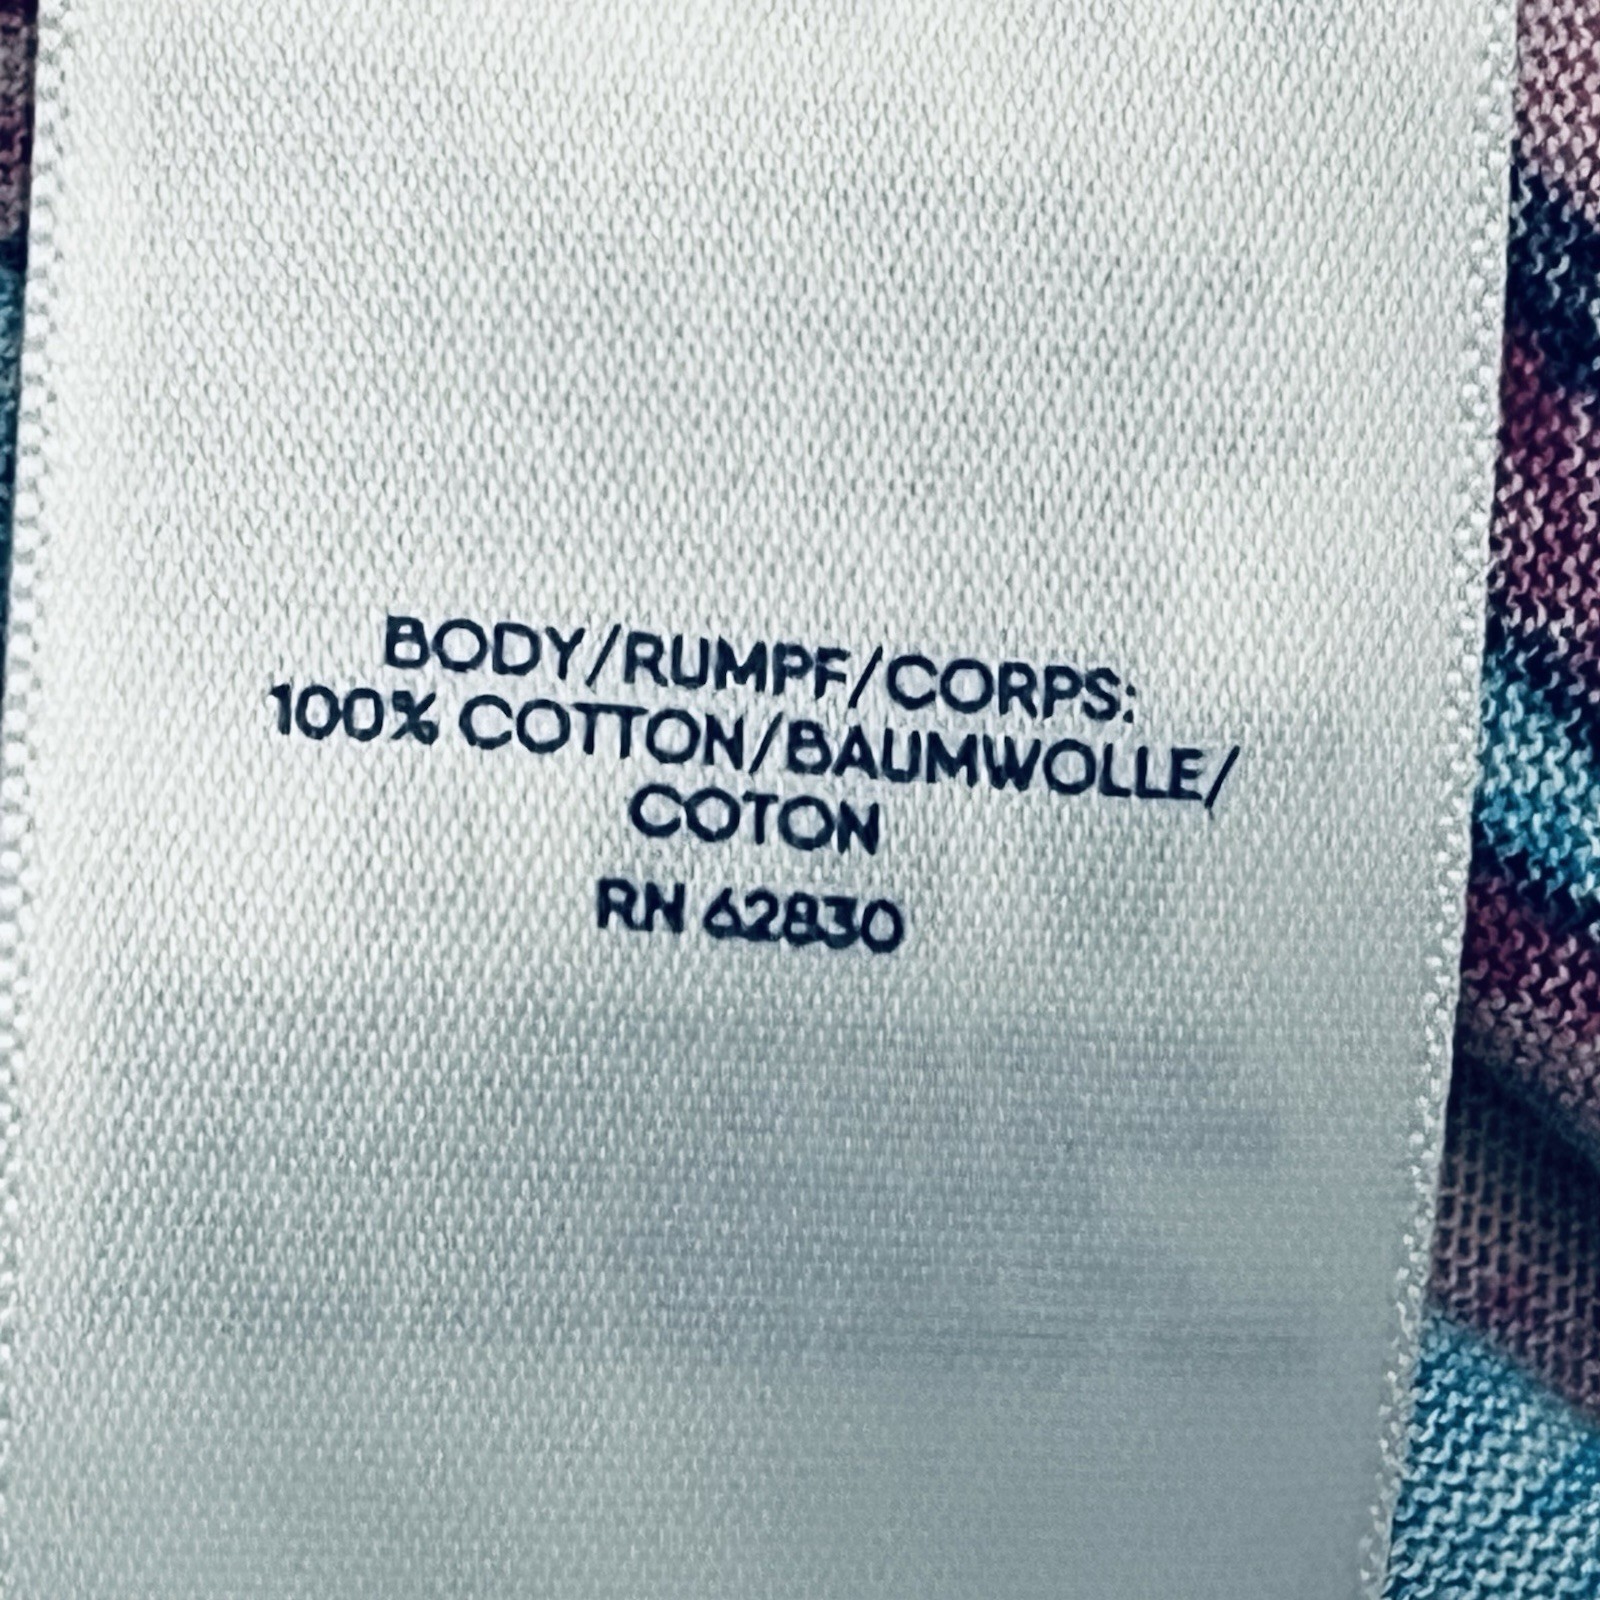 BODY/RUMPF/CORPS:
100% COTTON/BAUMWOLLE/
COTON
RN 62830